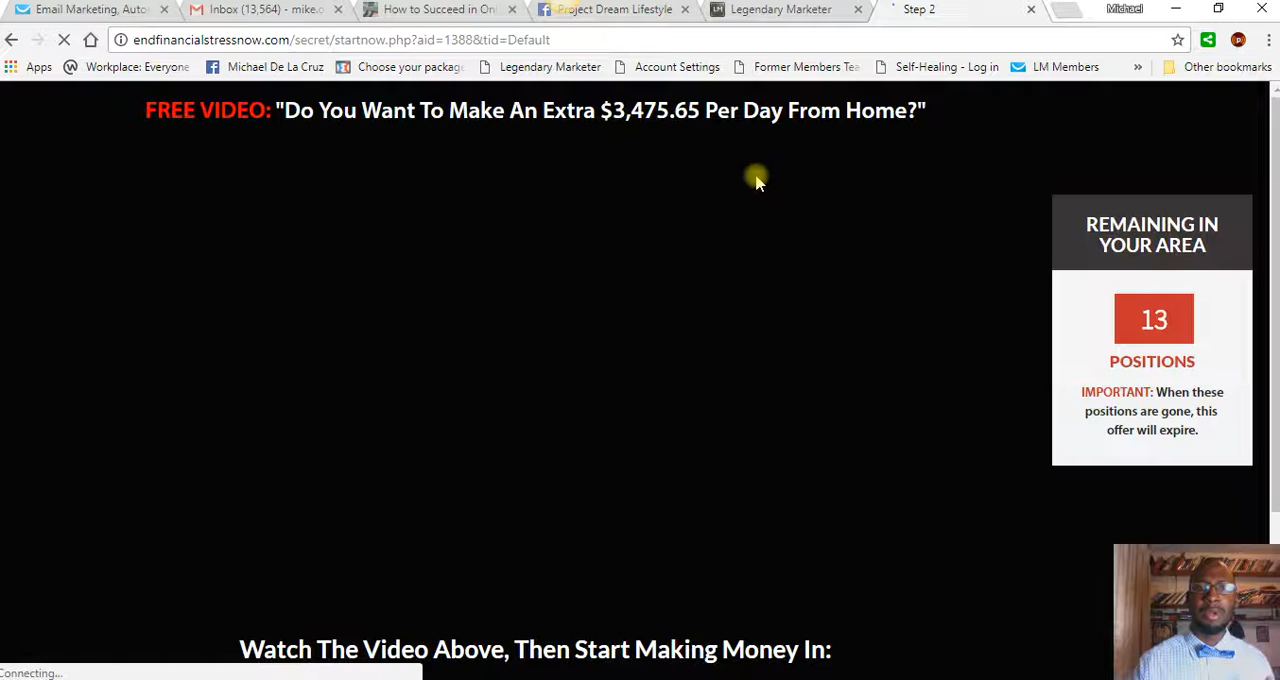 Email Marketing, Auto
Inbox (13,564) - mike.o
How to Succeed in Onl
Project Dream Lifestyle
Legendary Marketer
Step 2
Michael
endfinancialstressnow.com/secret/startnow.php?aid=1388&tid=Default
Apps
Workplace: Everyone
Michael De La Cruz
Choose your package
Legendary Marketer
Account Settings
Former Members Tea
Self-Healing - Log in
LM Members
»
Other bookmarks
FREE VIDEO: "Do You Want To Make An Extra $3,475.65 Per Day From Home?"
REMAINING IN
YOUR AREA
13
POSITIONS
IMPORTANT: When these
positions are gone, this
offer will expire.
Watch The Video Above, Then Start Making Money In:
Connecting...